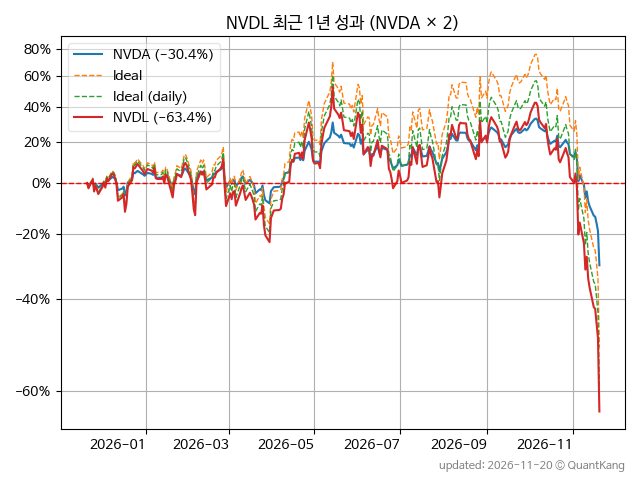 NVDL 최근 1년 성과 (NVDA × 2)
80%
60%
40%
20%
0%
−20%
−40%
−60%
NVDA (−30.4%)
Ideal
Ideal (daily)
NVDL (−63.4%)
2026-01
2026-03
2026-05
2026-07
2026-09
2026-11
updated: 2026-11-20 © QuantKang